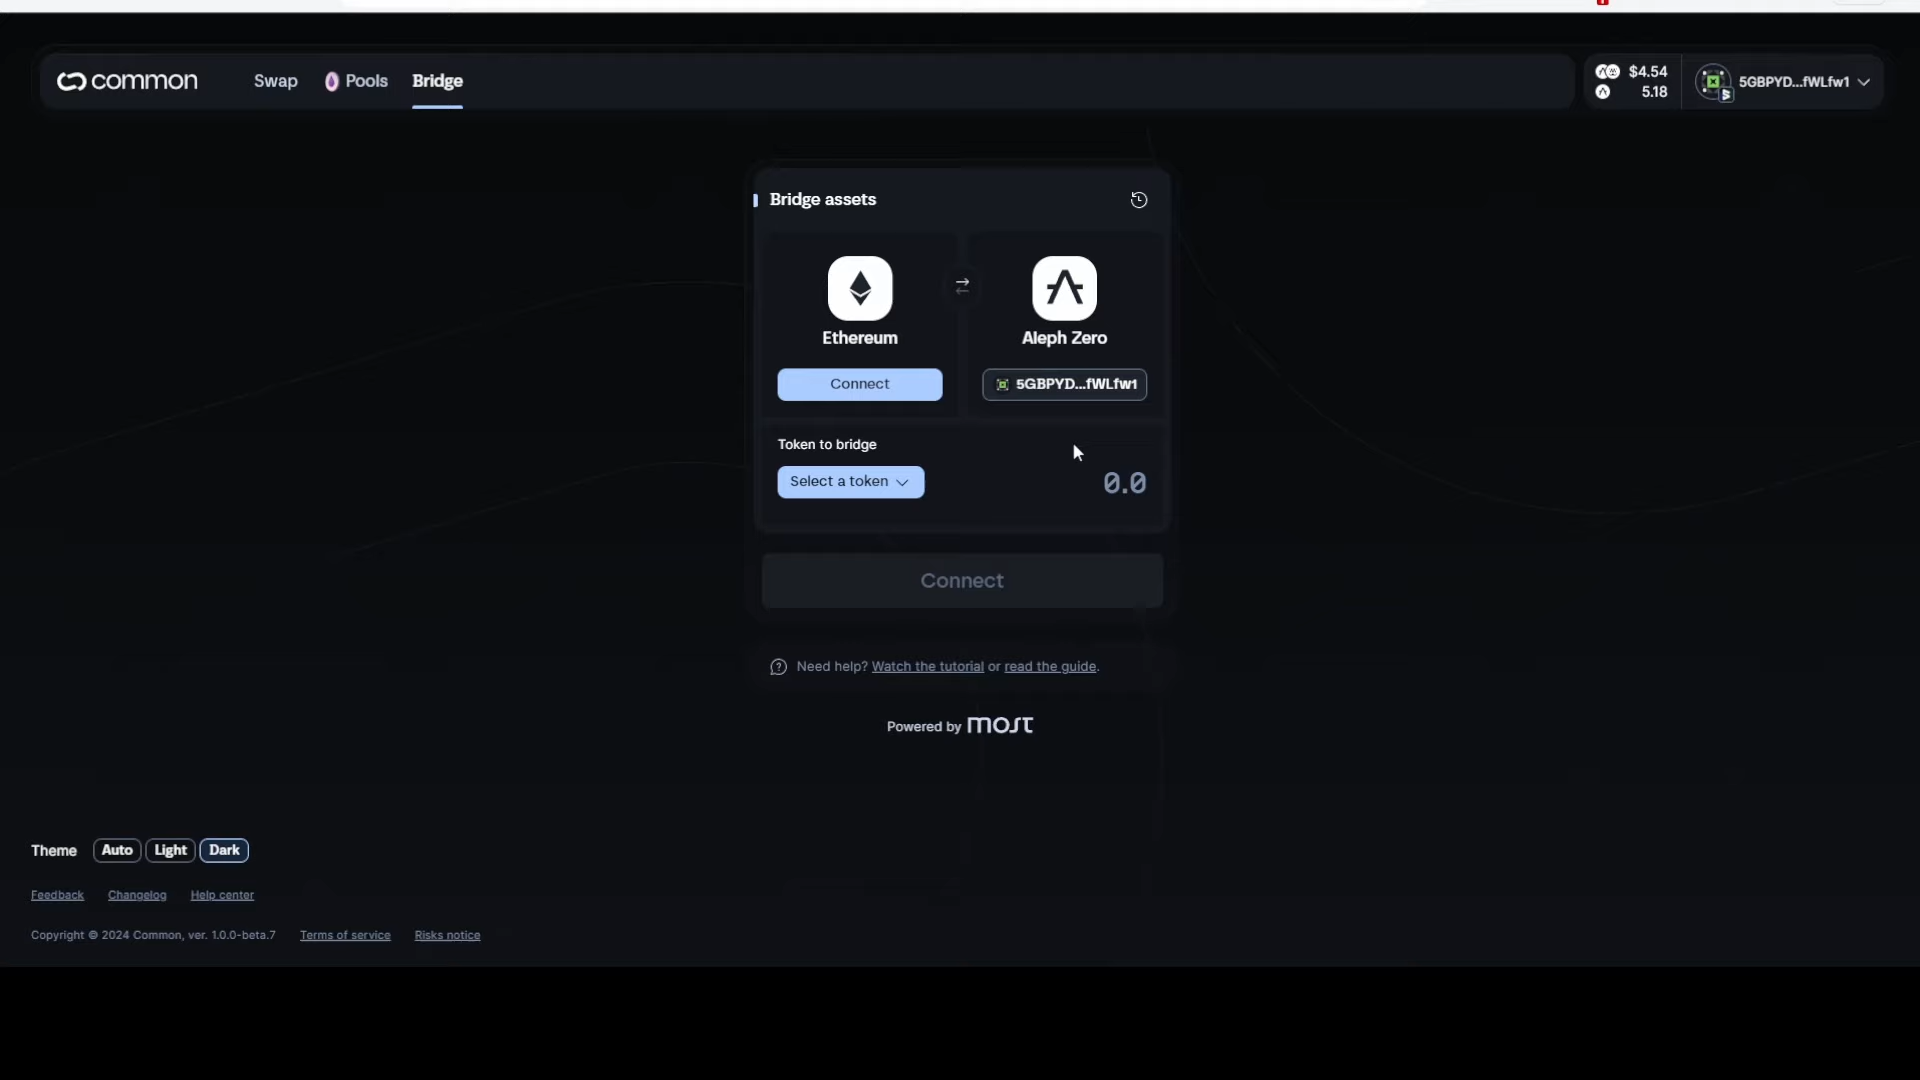 common
Swap
Pools
Bridge
$4.54
5.18
5GBPYD...fWLfw1
Bridge assets
Ethereum
Aleph Zero
Connect
5GBPYD...fWLfw1
Token to bridge
Select a token
0.0
Connect
Need help? Watch the tutorial or read the guide.
Powered by most
Theme
Auto
Light
Dark
Feedback
Changelog
Help center
Copyright © 2024 Common, ver. 1.0.0-beta.7
Terms of service
Risks notice